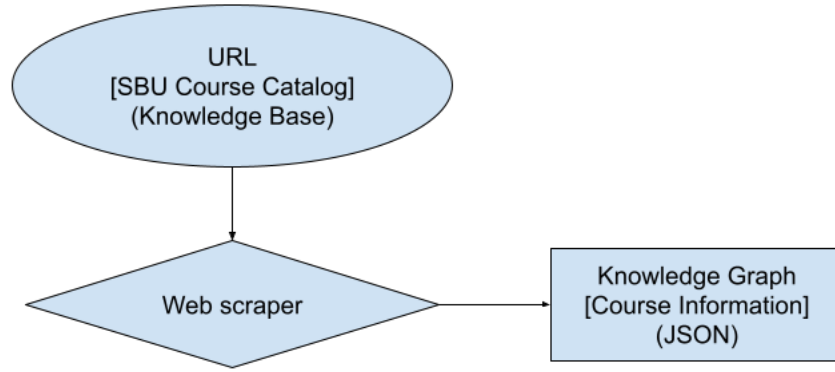 URL
[SBU Course Catalog]
(Knowledge Base)
Web scraper
Knowledge Graph
[Course Information]
(JSON)